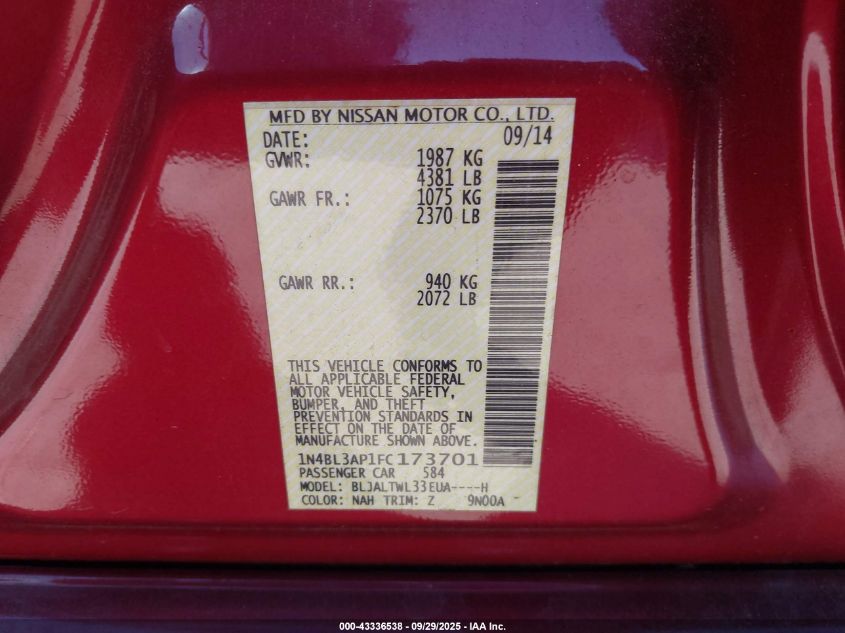 MFD BY NISSAN MOTOR CO., LTD.
DATE: 09/14
GVWR: 1987 KG
4381 LB
GAWR FR.: 1075 KG
2370 LB
GAWR RR.: 940 KG
2072 LB
THIS VEHICLE CONFORMS TO
ALL APPLICABLE FEDERAL
MOTOR VEHICLE SAFETY,
BUMPER, AND THEFT
PREVENTION STANDARDS IN
EFFECT ON THE DATE OF
MANUFACTURE SHOWN ABOVE.
1N4BL3AP1FC173701
PASSENGER CAR 584
MODEL: BLJALTWL33EUA----H
COLOR: NAH TRIM: Z 9N00A
000-43336538 - 09/29/2025 - IAA Inc.